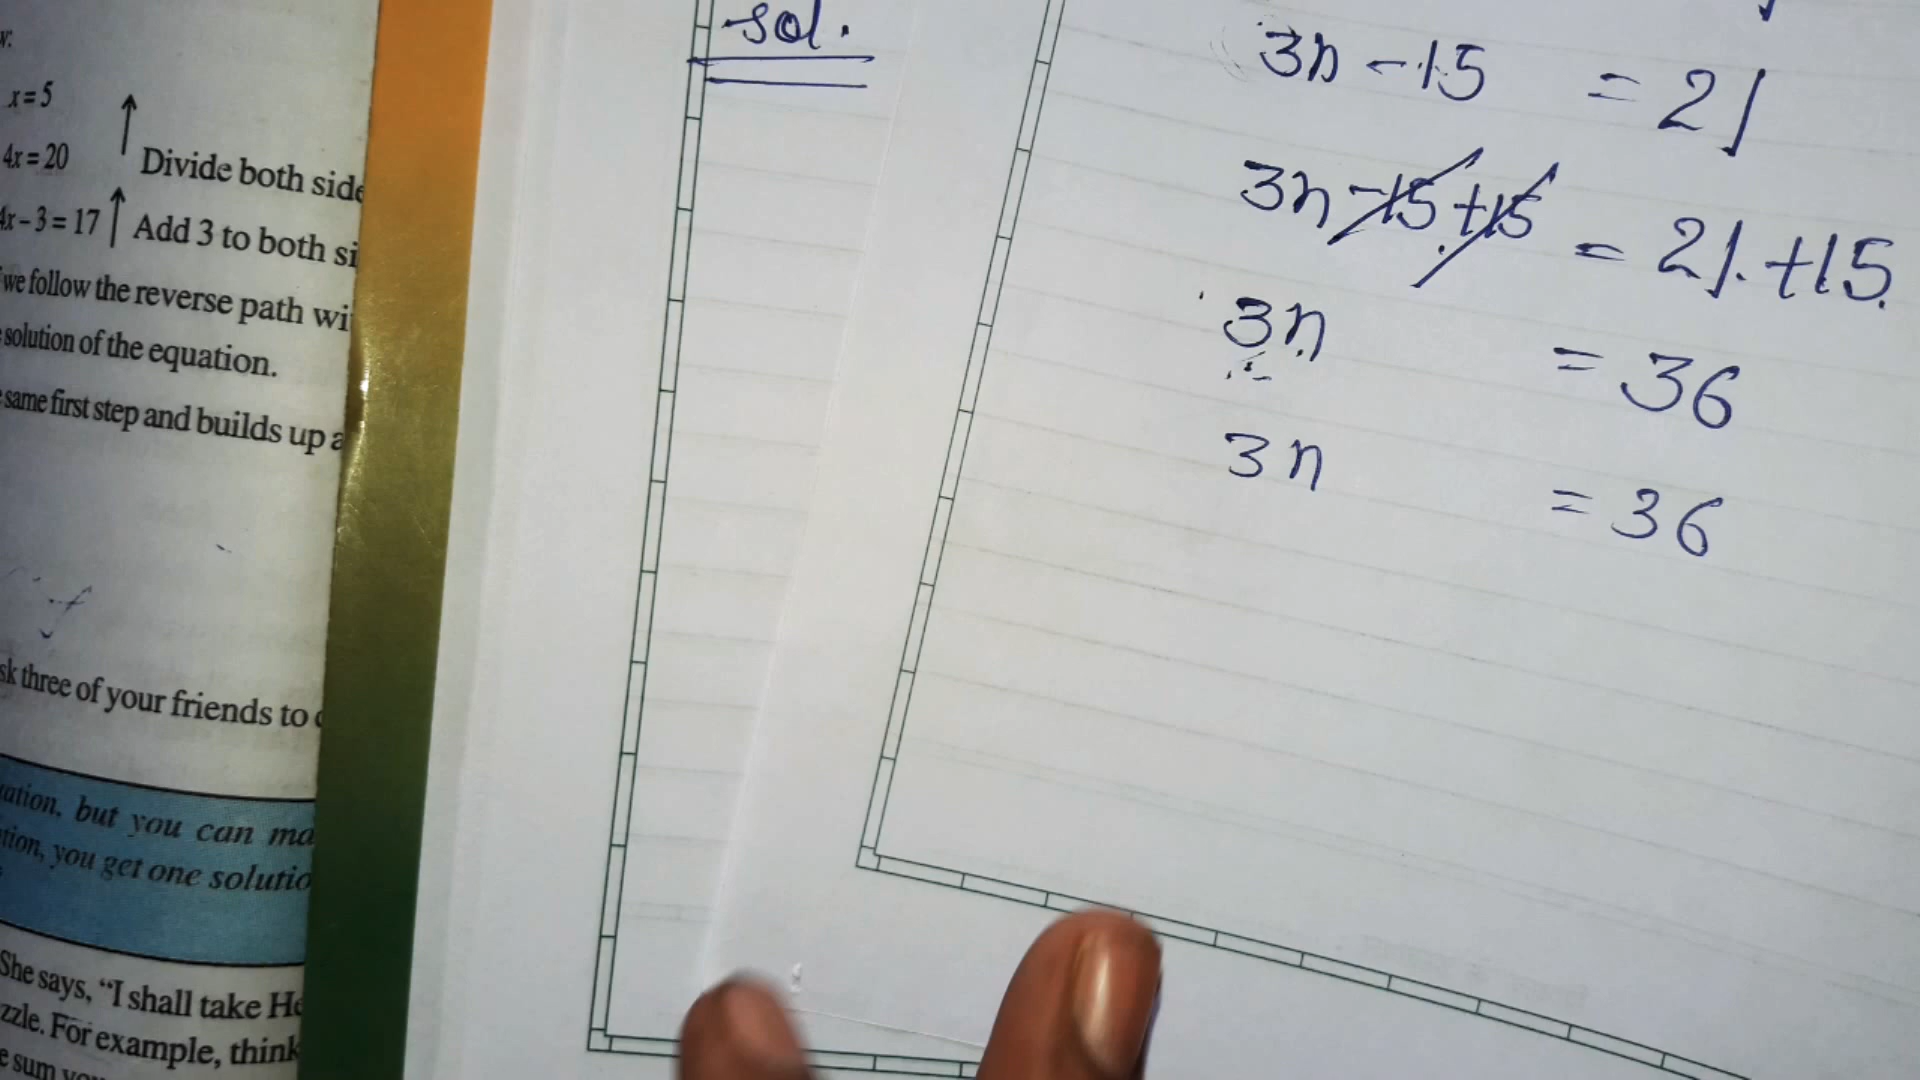 x = 5
4x = 20
Divide both side
4x – 3 = 17
Add 3 to both si
we follow the reverse path wi
solution of the equation.
same first step and builds up a
sk three of your friends to
ation, but you can ma
tion, you get one solutio
She says, “I shall take He
zzle. For example, think
e sum you
sol.
3n - 15 = 21
3n - 15 + 15 = 21 + 15
3n = 36
3n = 36